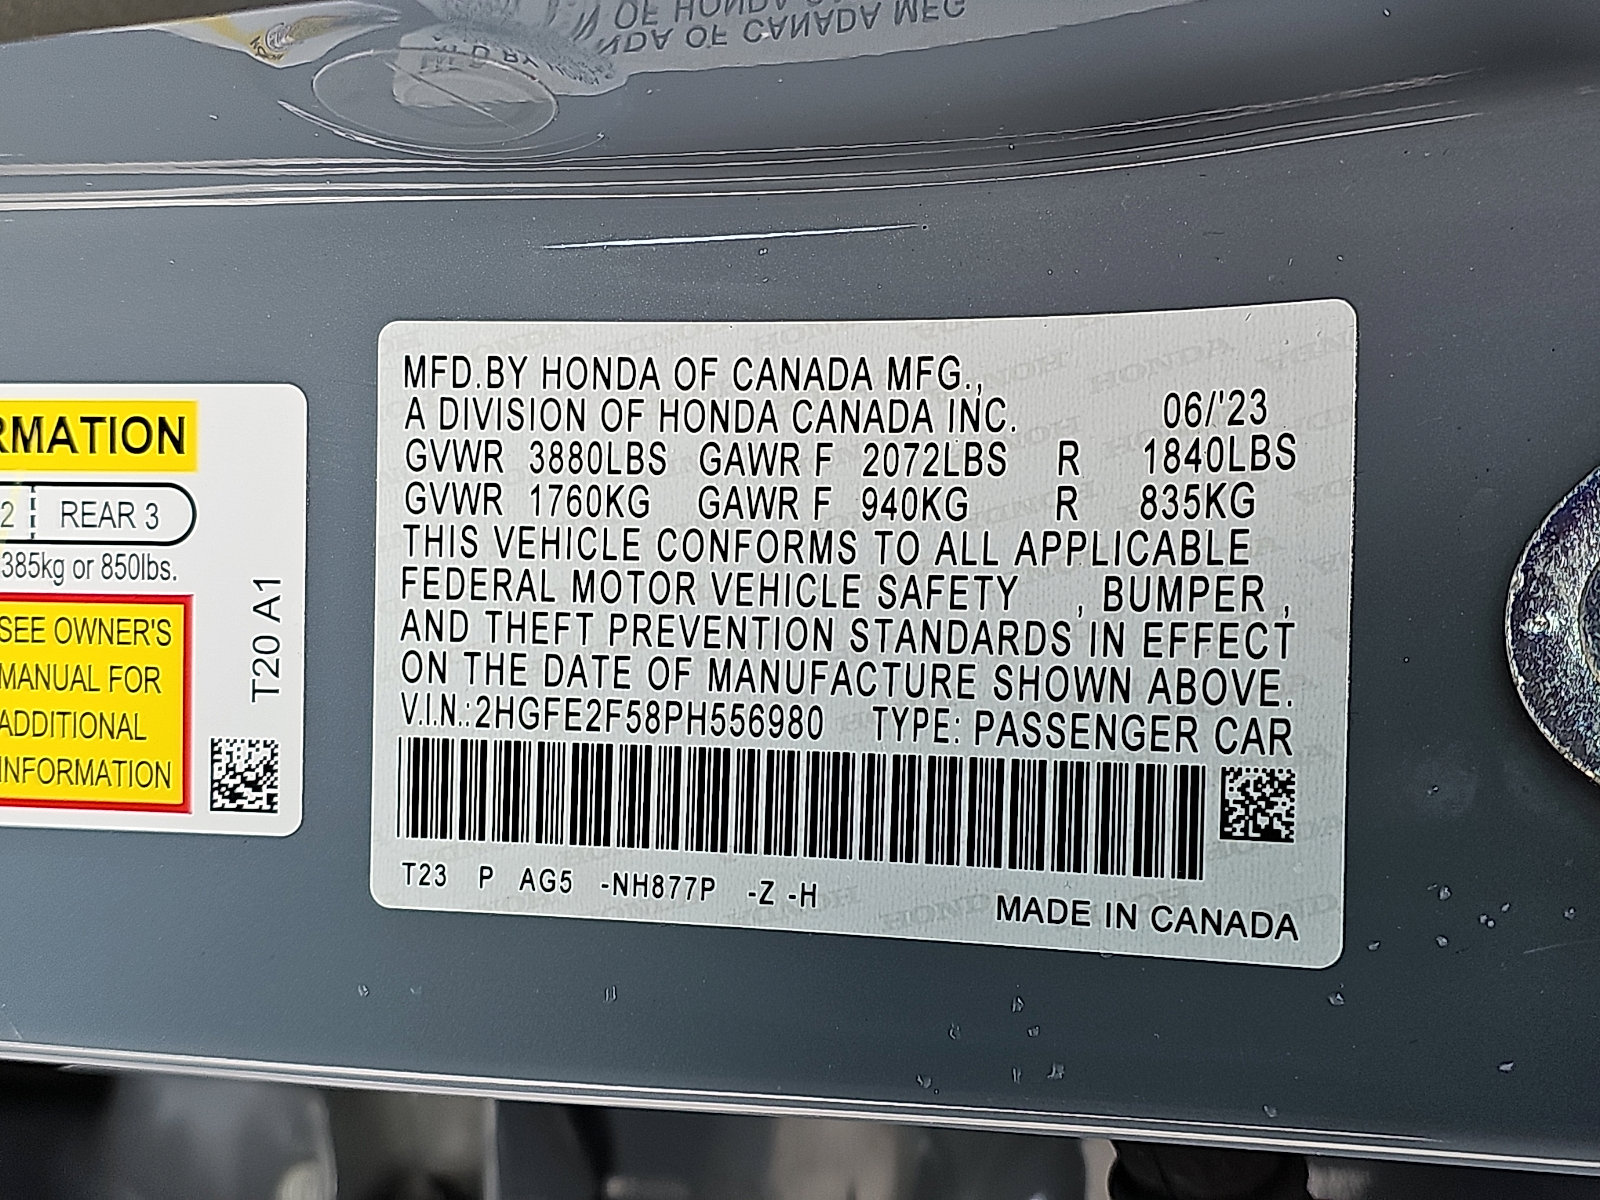 MFD.BY HONDA OF CANADA MFG.,
A DIVISION OF HONDA CANADA INC. 06/'23
GVWR 3880LBS GAWR F 2072LBS R 1840LBS
GVWR 1760KG GAWR F 940KG R 835KG
THIS VEHICLE CONFORMS TO ALL APPLICABLE
FEDERAL MOTOR VEHICLE SAFETY , BUMPER ,
AND THEFT PREVENTION STANDARDS IN EFFECT
ON THE DATE OF MANUFACTURE SHOWN ABOVE.
V.I.N.:2HGFE2F58PH556980 TYPE: PASSENGER CAR
T23 P AG5 -NH877P -Z -H
MADE IN CANADA
RMATION
2 REAR 3
385kg or 850lbs.
SEE OWNER'S
MANUAL FOR
ADDITIONAL
INFORMATION
T20 A1